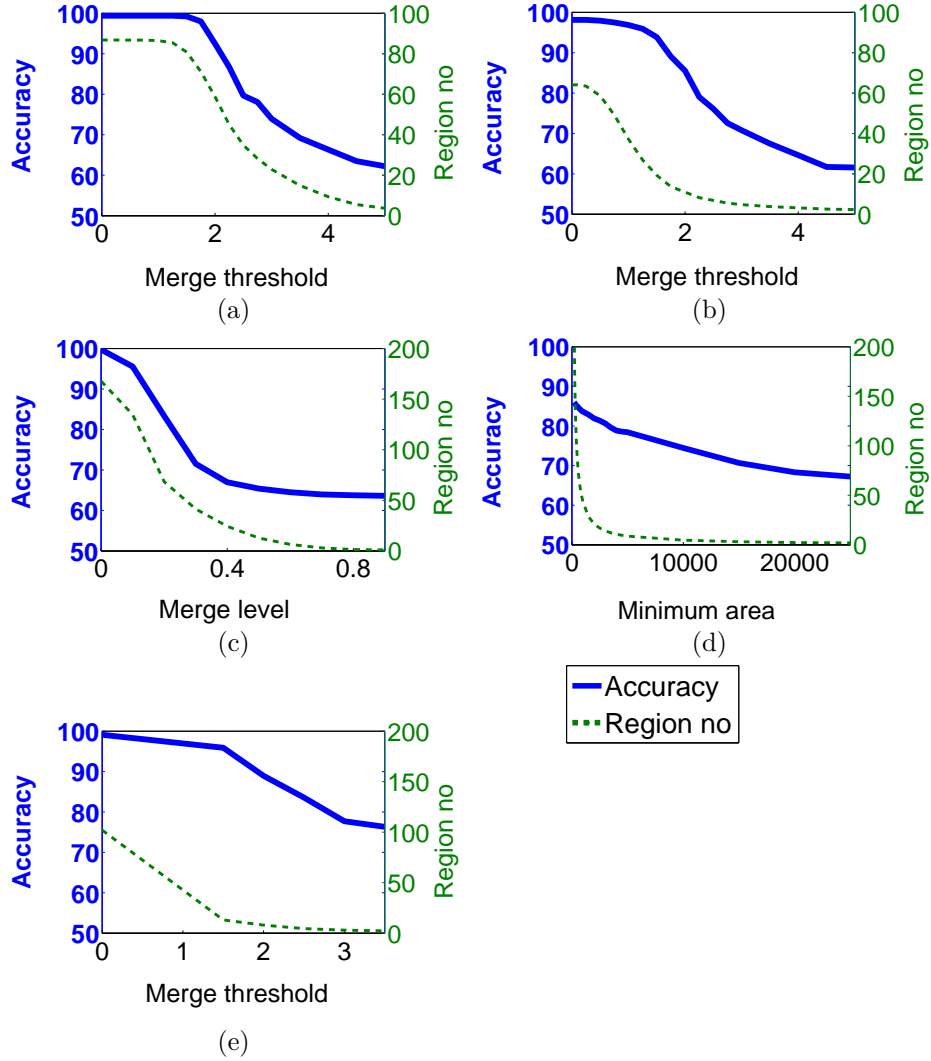 100
90
80
70
60
50
Accuracy
100
80
60
40
20
0
Region no
0 2 4
Merge threshold
(a)
100
90
80
70
60
50
Accuracy
100
80
60
40
20
0
Region no
0 2 4
Merge threshold
(b)
100
90
80
70
60
50
Accuracy
200
150
100
50
0
Region no
0 0.4 0.8
Merge level
(c)
100
90
80
70
60
50
Accuracy
200
150
100
50
0
Region no
0 10000 20000
Minimum area
(d)
Accuracy
Region no
100
90
80
70
60
50
Accuracy
200
150
100
50
0
Region no
0 1 2 3
Merge threshold
(e)